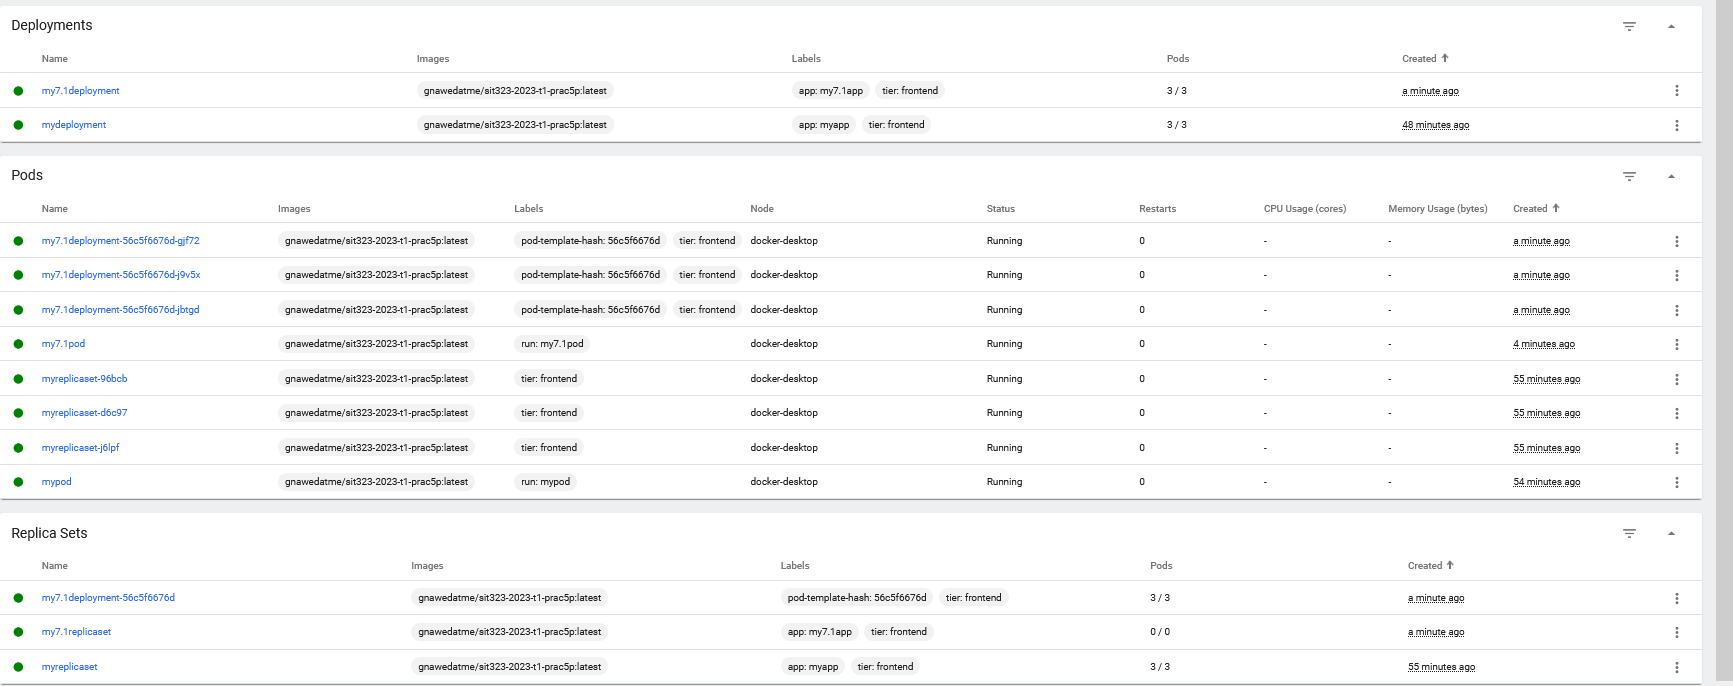 Deployments
Name Images Labels Pods Created
my7.1deployment gnawedatme/sit323-2023-t1-prac5p:latest app: my7.1app tier: frontend 3 / 3 a minute ago
mydeployment gnawedatme/sit323-2023-t1-prac5p:latest app: myapp tier: frontend 3 / 3 48 minutes ago
Pods
Name Images Labels Node Status Restarts CPU Usage (cores) Memory Usage (bytes) Created
my7.1deployment-56c5f6676d-gjf72 gnawedatme/sit323-2023-t1-prac5p:latest pod-template-hash: 56c5f6676d tier: frontend docker-desktop Running 0 - - a minute ago
my7.1deployment-56c5f6676d-j9v5x gnawedatme/sit323-2023-t1-prac5p:latest pod-template-hash: 56c5f6676d tier: frontend docker-desktop Running 0 - - a minute ago
my7.1deployment-56c5f6676d-jbtgd gnawedatme/sit323-2023-t1-prac5p:latest pod-template-hash: 56c5f6676d tier: frontend docker-desktop Running 0 - - a minute ago
my7.1pod gnawedatme/sit323-2023-t1-prac5p:latest run: my7.1pod docker-desktop Running 0 - - 4 minutes ago
myreplicaset-96bcb gnawedatme/sit323-2023-t1-prac5p:latest tier: frontend docker-desktop Running 0 - - 55 minutes ago
myreplicaset-d6c97 gnawedatme/sit323-2023-t1-prac5p:latest tier: frontend docker-desktop Running 0 - - 55 minutes ago
myreplicaset-j6lpf gnawedatme/sit323-2023-t1-prac5p:latest tier: frontend docker-desktop Running 0 - - 55 minutes ago
mypod gnawedatme/sit323-2023-t1-prac5p:latest run: mypod docker-desktop Running 0 - - 54 minutes ago
Replica Sets
Name Images Labels Pods Created
my7.1deployment-56c5f6676d gnawedatme/sit323-2023-t1-prac5p:latest pod-template-hash: 56c5f6676d tier: frontend 3 / 3 a minute ago
my7.1replicaset gnawedatme/sit323-2023-t1-prac5p:latest app: my7.1app tier: frontend 0 / 0 a minute ago
myreplicaset gnawedatme/sit323-2023-t1-prac5p:latest app: myapp tier: frontend 3 / 3 55 minutes ago